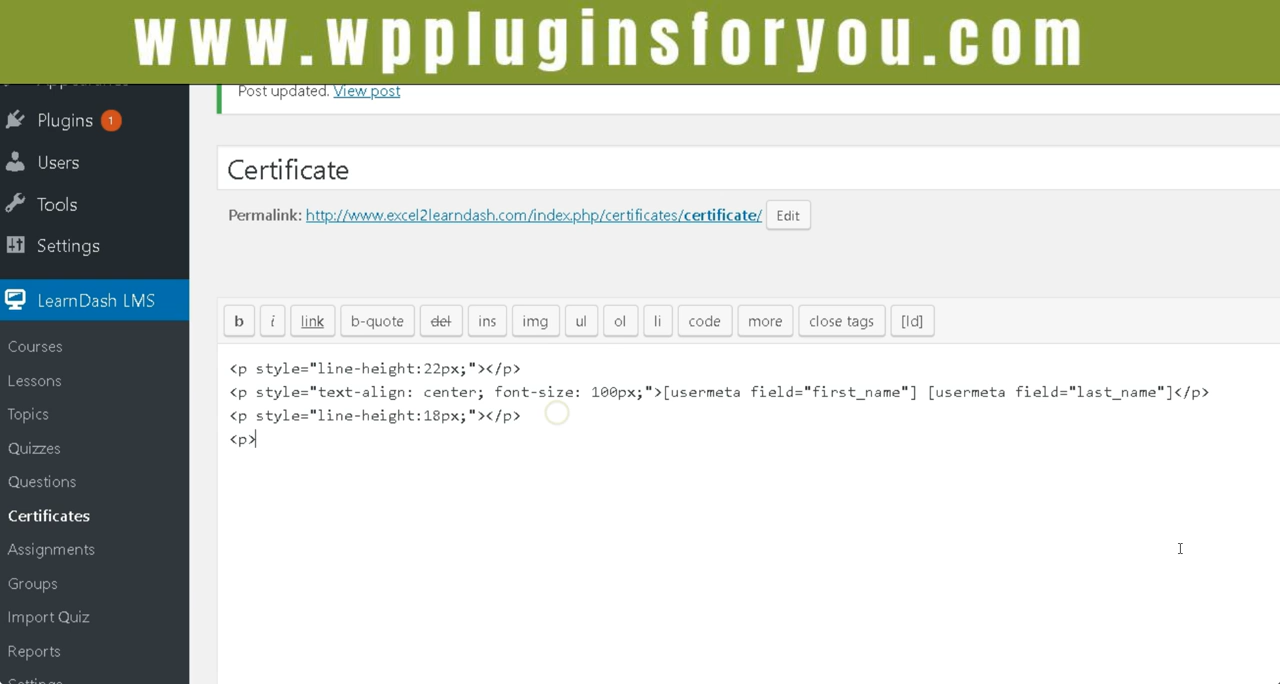 www.wppluginsforyou.com
Post updated. View post
Plugins 1
Users
Tools
Settings
LearnDash LMS
Courses
Lessons
Topics
Quizzes
Questions
Certificates
Assignments
Groups
Import Quiz
Reports
Certificate
Permalink: http://www.excel2learndash.com/index.php/certificates/certificate/ Edit
b i link b-quote del ins img ul ol li code more close tags [ld]
<p style="line-height:22px;"></p>
<p style="text-align: center; font-size: 100px;">[usermeta field="first_name"] [usermeta field="last_name"]</p>
<p style="line-height:18px;"></p>
<p>